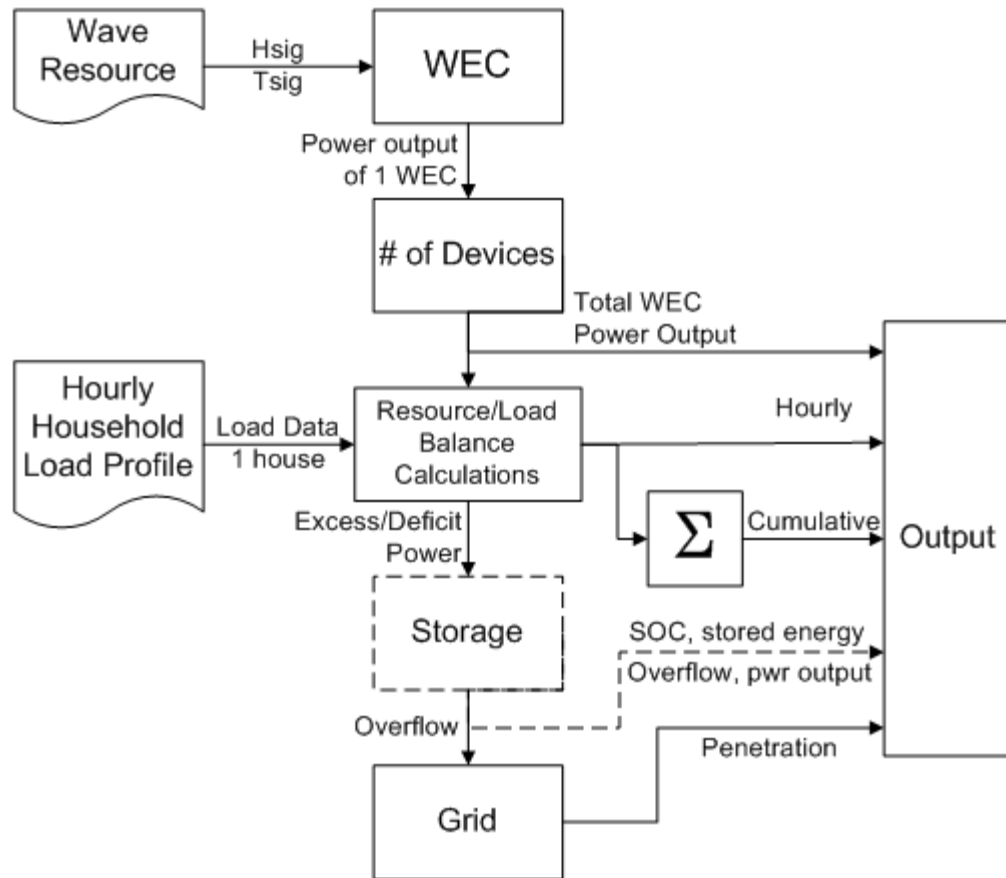 Wave
Resource
Hsig
Tsig
WEC
Power output
of 1 WEC
# of Devices
Total WEC
Power Output
Hourly
Household
Load Profile
Load Data
1 house
Resource/Load
Balance
Calculations
Hourly
Σ
Cumulative
Output
Excess/Deficit
Power
Storage
SOC, stored energy
Overflow, pwr output
Overflow
Penetration
Grid